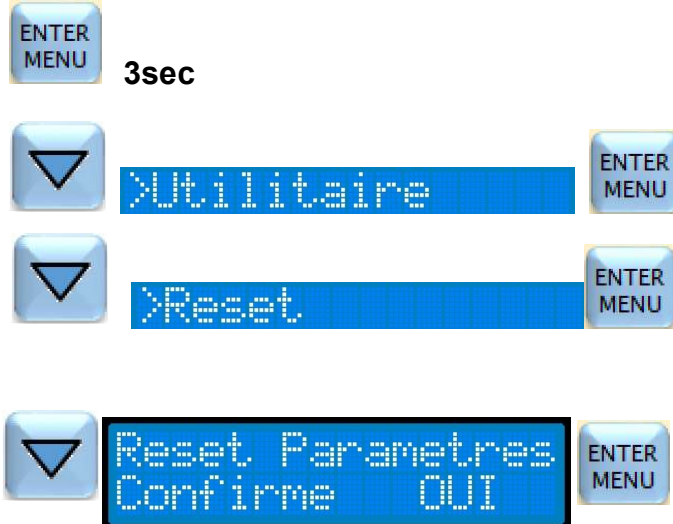 ENTER
MENU
3sec
>Utilitaire
ENTER
MENU
>Reset
ENTER
MENU
Reset Parametres
Confirme OUI
ENTER
MENU